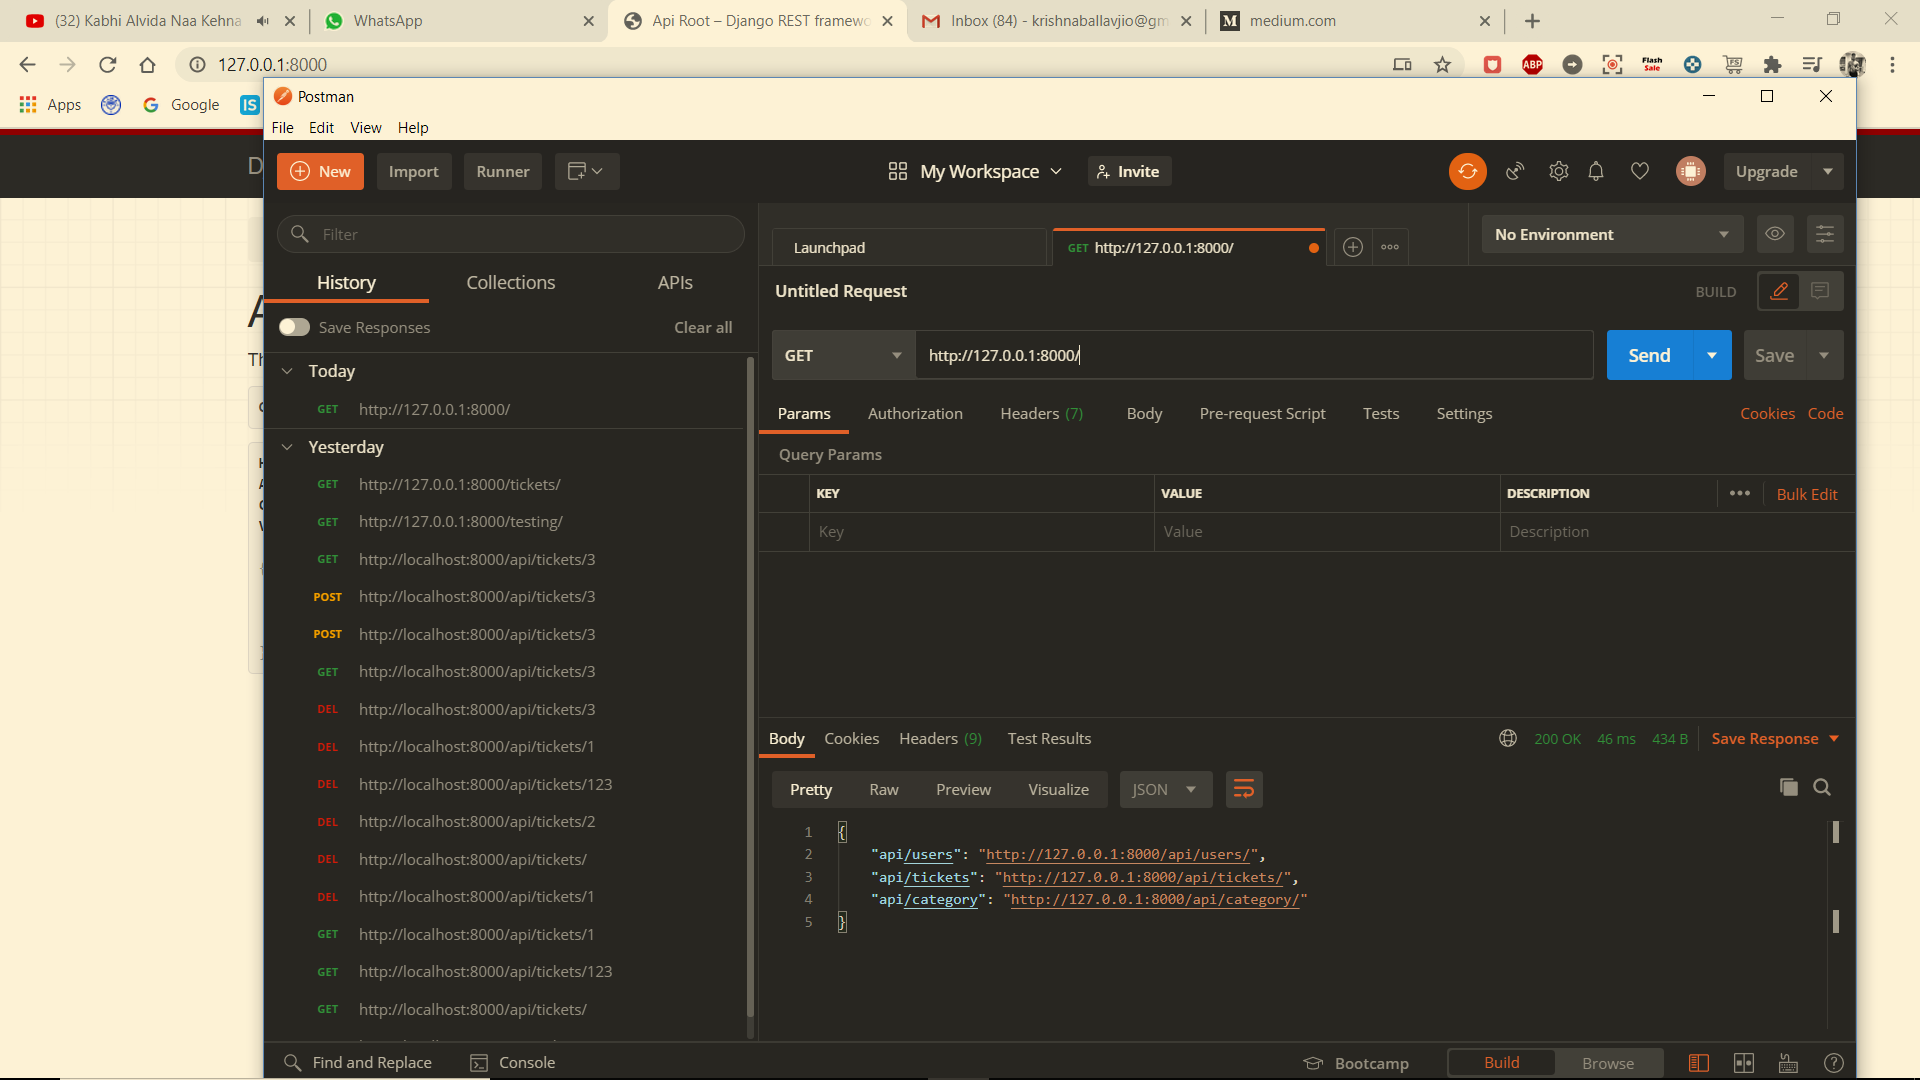 (32) Kabhi Alvida Naa Kehna
WhatsApp
Api Root – Django REST framewo
Inbox (84) - krishnaballavjio@gm
medium.com
127.0.0.1:8000
ABP
Flash Sale
Apps
Google
IS
Postman
File Edit View Help
New
Import
Runner
My Workspace
Invite
Upgrade
Filter
History
Collections
APIs
Save Responses
Clear all
Today
GET http://127.0.0.1:8000/
Yesterday
GET http://127.0.0.1:8000/tickets/
GET http://127.0.0.1:8000/testing/
GET http://localhost:8000/api/tickets/3
POST http://localhost:8000/api/tickets/3
POST http://localhost:8000/api/tickets/3
GET http://localhost:8000/api/tickets/3
DEL http://localhost:8000/api/tickets/3
DEL http://localhost:8000/api/tickets/1
DEL http://localhost:8000/api/tickets/123
DEL http://localhost:8000/api/tickets/2
DEL http://localhost:8000/api/tickets/
DEL http://localhost:8000/api/tickets/1
GET http://localhost:8000/api/tickets/1
GET http://localhost:8000/api/tickets/123
GET http://localhost:8000/api/tickets/
Launchpad
GET http://127.0.0.1:8000/
No Environment
Untitled Request
BUILD
GET
http://127.0.0.1:8000/
Send
Save
Params
Authorization
Headers (7)
Body
Pre-request Script
Tests
Settings
Cookies Code
Query Params
KEY VALUE DESCRIPTION
Bulk Edit
Key Value Description
Body
Cookies
Headers (9)
Test Results
200 OK 46 ms 434 B
Save Response
Pretty Raw Preview Visualize
JSON
1 {
2 "api/users": "http://127.0.0.1:8000/api/users/",
3 "api/tickets": "http://127.0.0.1:8000/api/tickets/",
4 "api/category": "http://127.0.0.1:8000/api/category/"
5 }
Find and Replace
Console
Bootcamp
Build
Browse